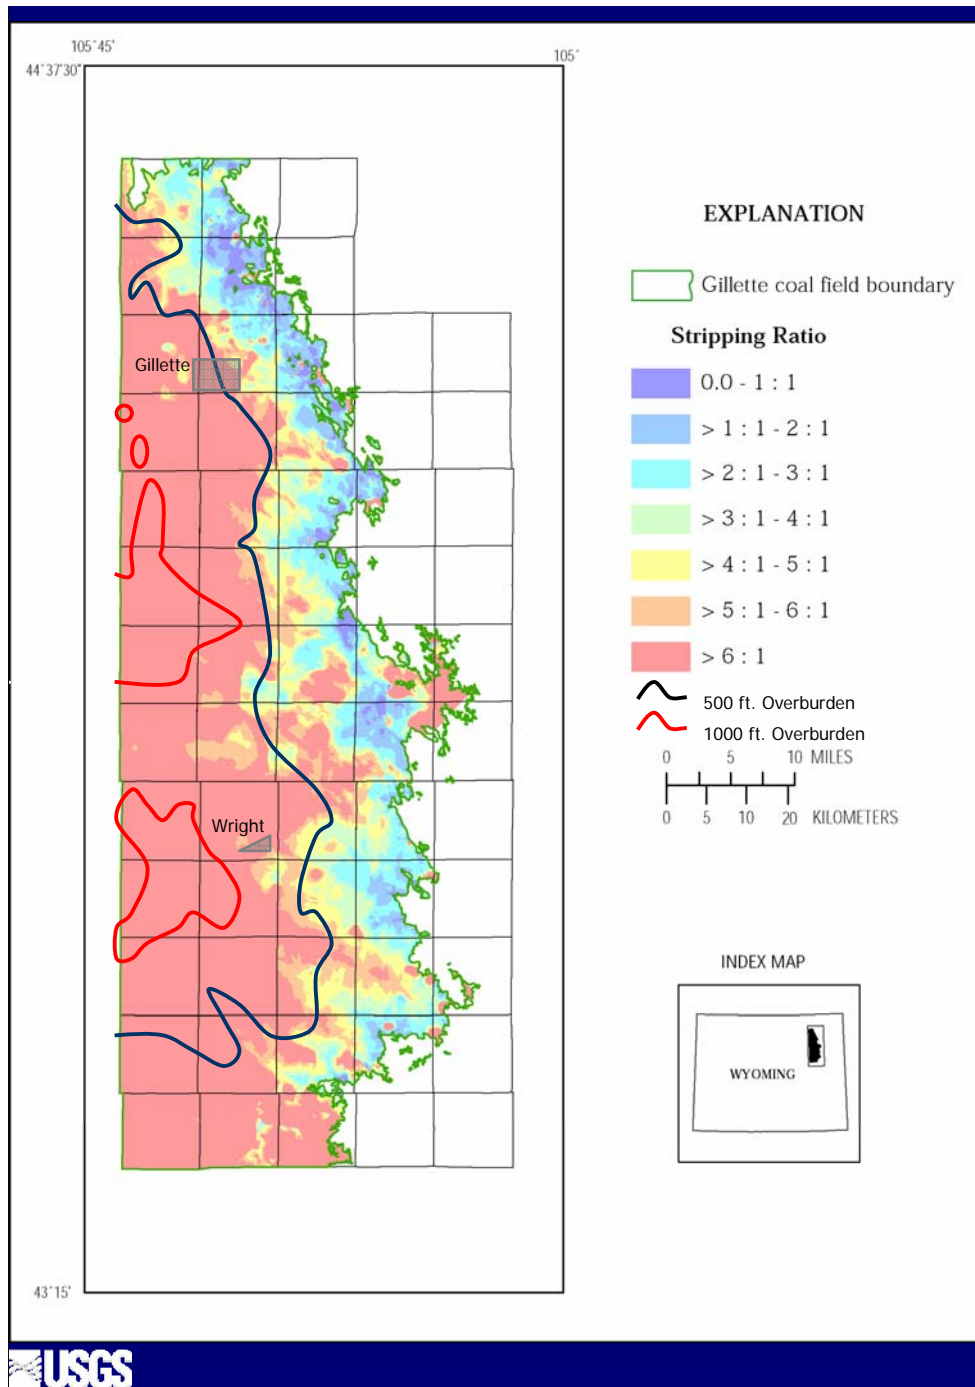 105°45'
105°
44°37'30"
EXPLANATION
Gillette coal field boundary
Stripping Ratio
0.0 - 1 : 1
> 1 : 1 - 2 : 1
> 2 : 1 - 3 : 1
> 3 : 1 - 4 : 1
> 4 : 1 - 5 : 1
> 5 : 1 - 6 : 1
> 6 : 1
500 ft. Overburden
1000 ft. Overburden
0 5 10 MILES
0 5 10 20 KILOMETERS
Gillette
Wright
INDEX MAP
WYOMING
43°15'
USGS